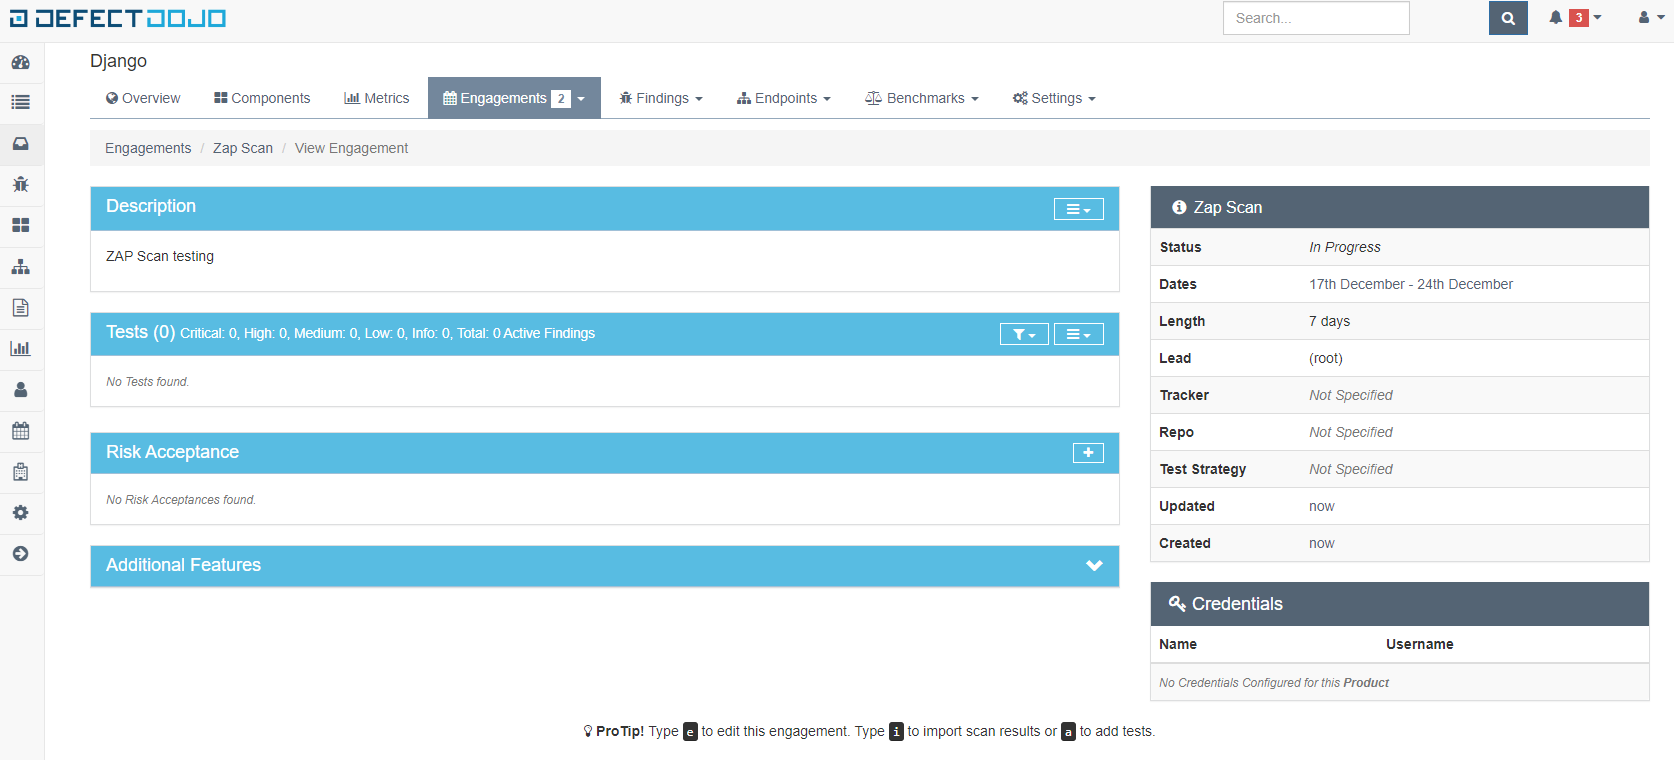 DEFECTDOJO
Search...
3
Django
Overview
Components
Metrics
Engagements 2
Findings
Endpoints
Benchmarks
Settings
Engagements / Zap Scan / View Engagement
Description
ZAP Scan testing
Tests (0) Critical: 0, High: 0, Medium: 0, Low: 0, Info: 0, Total: 0 Active Findings
No Tests found.
Risk Acceptance
No Risk Acceptances found.
Additional Features
Zap Scan
Status In Progress
Dates 17th December - 24th December
Length 7 days
Lead (root)
Tracker Not Specified
Repo Not Specified
Test Strategy Not Specified
Updated now
Created now
Credentials
Name Username
No Credentials Configured for this Product
ProTip! Type e to edit this engagement. Type i to import scan results or a to add tests.